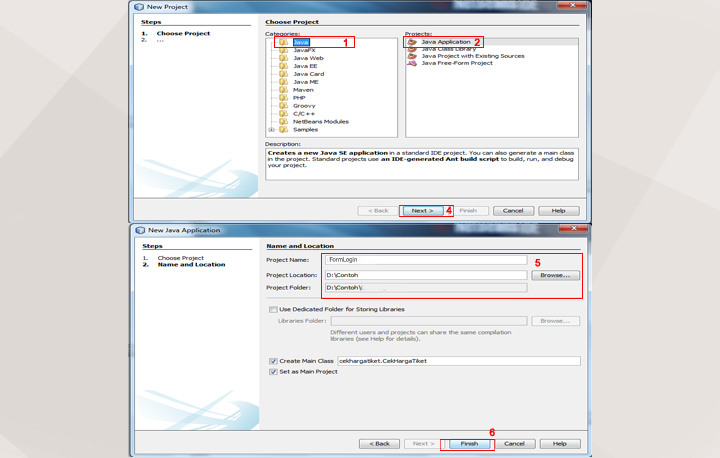 New Project
Steps
1. Choose Project
2. ...
Choose Project
Categories:
Java
1
JavaFX
Java Web
Java EE
Java Card
Java ME
Maven
PHP
Groovy
C/C++
NetBeans Modules
Samples
Projects:
Java Application
2
Java Class Library
Java Project with Existing Sources
Java Free-Form Project
Description:
Creates a new Java SE application in a standard IDE project. You can also generate a main class
in the project. Standard projects use an IDE-generated Ant build script to build, run, and debug
your project.
< Back
Next >
4
Finish
Cancel
Help
New Java Application
Steps
1. Choose Project
2. Name and Location
Name and Location
Project Name: FormLogin
5
Project Location: D:\Contoh
Browse...
Project Folder: D:\Contoh\
Use Dedicated Folder for Storing Libraries
Libraries Folder:
Browse...
Different users and projects can share the same compilation
libraries (see Help for details).
Create Main Class cekhargatiket.CekHargaTiket
Set as Main Project
6
< Back
Next >
Finish
Cancel
Help